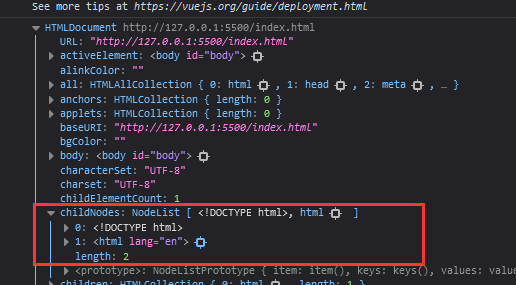 See more tips at https://vuejs.org/guide/deployment.html
HTMLDocument http://127.0.0.1:5500/index.html
URL: "http://127.0.0.1:5500/index.html"
activeElement: <body id="body">
alinkColor: ""
all: HTMLAllCollection { 0: html , 1: head , 2: meta , … }
anchors: HTMLCollection { length: 0 }
applets: HTMLCollection { length: 0 }
baseURI: "http://127.0.0.1:5500/index.html"
bgColor: ""
body: <body id="body">
characterSet: "UTF-8"
charset: "UTF-8"
childElementCount: 1
childNodes: NodeList [ <!DOCTYPE html>, html ]
0: <!DOCTYPE html>
1: <html lang="en">
length: 2
<prototype>: NodeListPrototype { item: item(), keys: keys(), values: valu
children: HTMLCollection { 0: html , length: 1 }